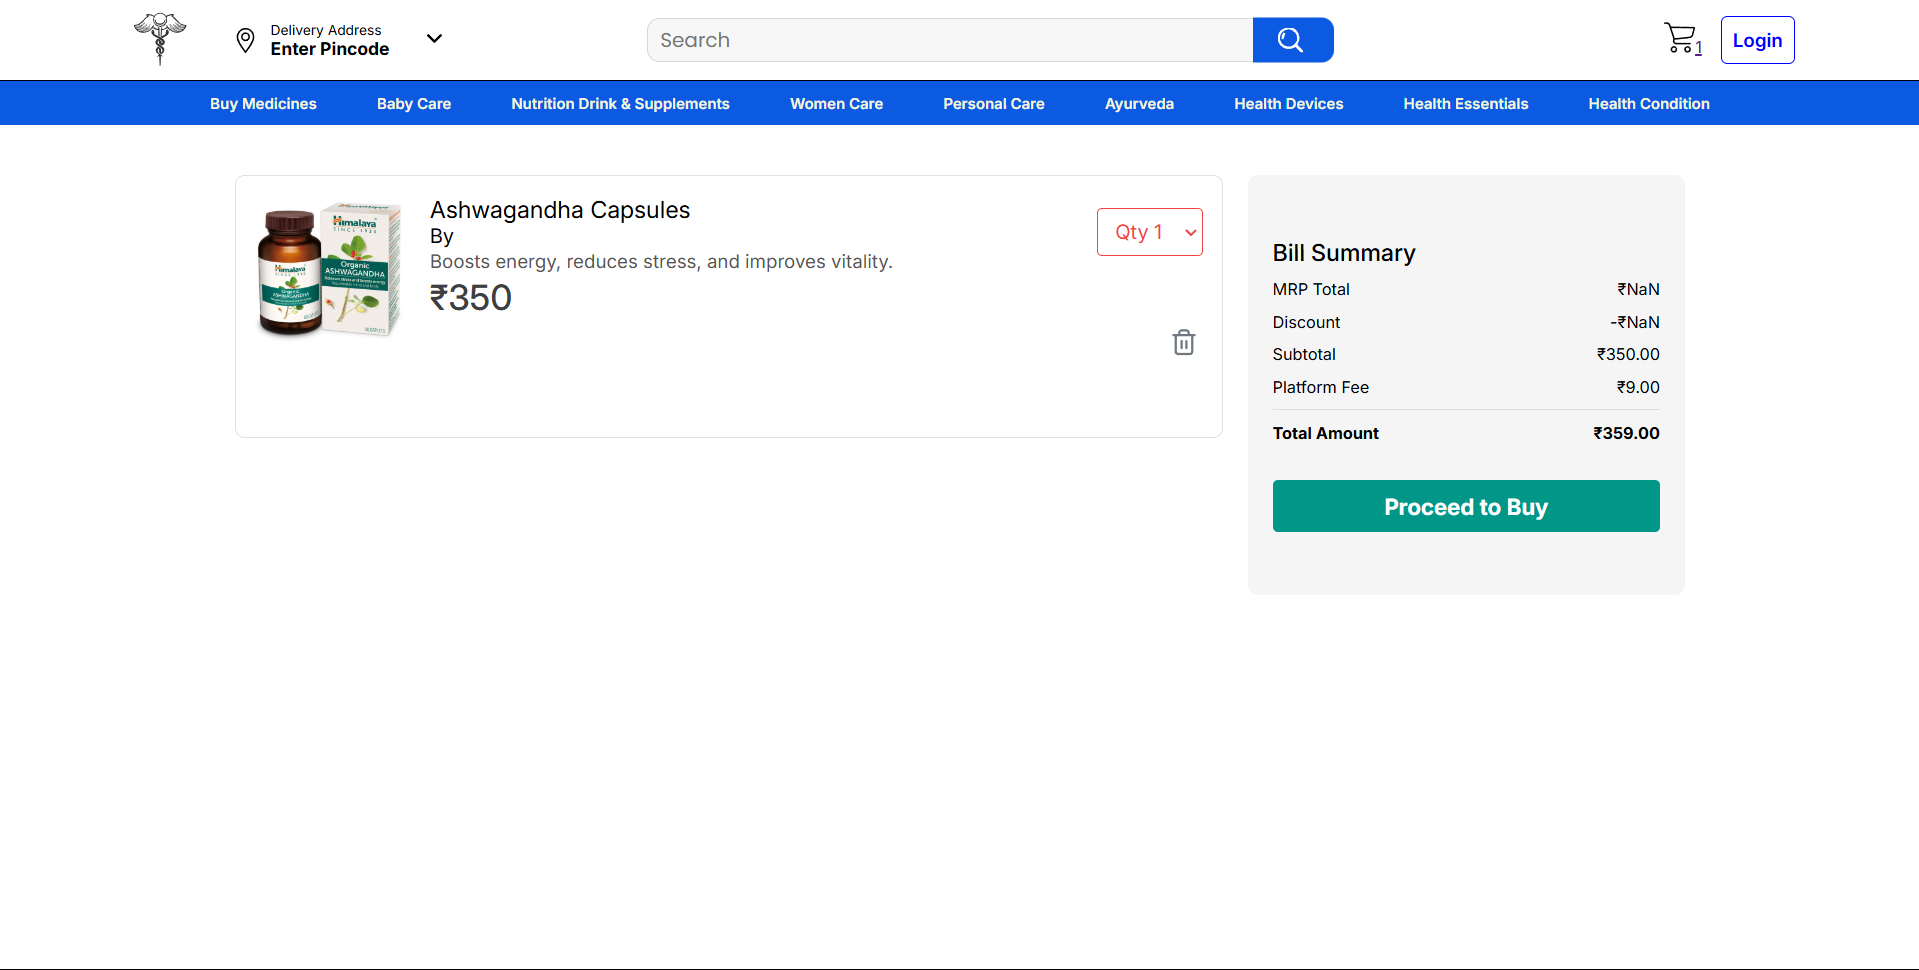 Delivery Address
Enter Pincode
Search
1
Login
Buy Medicines
Baby Care
Nutrition Drink & Supplements
Women Care
Personal Care
Ayurveda
Health Devices
Health Essentials
Health Condition
Himalaya
SINCE 1930
Organic
ASHWAGANDHA
Himalaya
Organic
ASHWAGANDHA
Ashwagandha Capsules
By
Boosts energy, reduces stress, and improves vitality.
₹350
Qty 1
Bill Summary
MRP Total ₹NaN
Discount -₹NaN
Subtotal ₹350.00
Platform Fee ₹9.00
Total Amount ₹359.00
Proceed to Buy